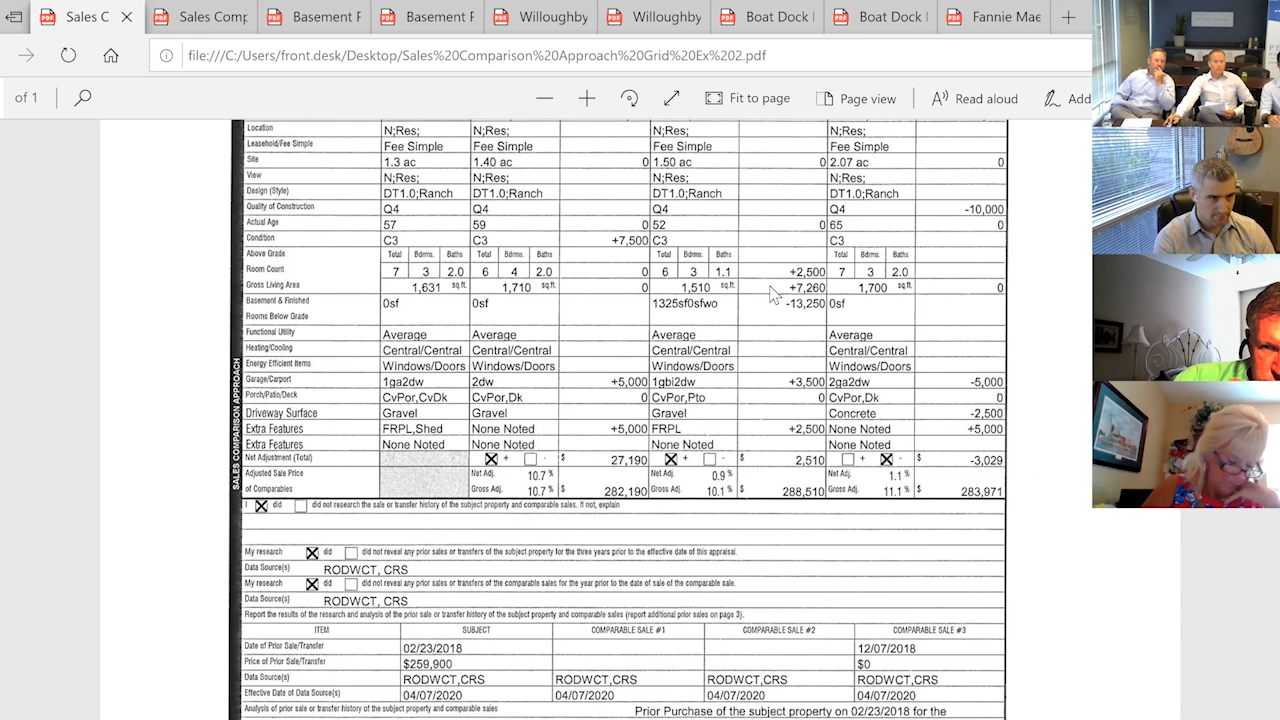 Sales C
Sales Comp
Basement F
Basement F
Willoughby
Willoughby
Boat Dock
Boat Dock
Fannie Mae
file:///C:/Users/front.desk/Desktop/Sales%20Comparison%20Approach%20Grid%20Ex%202.pdf
of 1
Fit to page
Page view
Read aloud
Add
SALES COMPARISON APPROACH
Location N;Res; N;Res; N;Res; N;Res;
Leasehold/Fee Simple Fee Simple Fee Simple Fee Simple Fee Simple
Site 1.3 ac 1.40 ac 0 1.50 ac 0 2.07 ac 0
View N;Res; N;Res; N;Res; N;Res;
Design (Style) DT1.0;Ranch DT1.0;Ranch DT1.0;Ranch DT1.0;Ranch
Quality of Construction Q4 Q4 Q4 Q4 -10,000
Actual Age 57 59 0 52 0 65 0
Condition C3 C3 +7,500 C3 C3
Above Grade Total Bdrms. Baths Total Bdrms. Baths Total Bdrms. Baths Total Bdrms. Baths
Room Count 7 3 2.0 6 4 2.0 0 6 3 1.1 +2,500 7 3 2.0
Gross Living Area 1,631 sq.ft. 1,710 sq.ft. 0 1,510 sq.ft. +7,260 1,700 sq.ft. 0
Basement & Finished 0sf 0sf 1325sf0sfwo -13,250 0sf
Rooms Below Grade
Functional Utility Average Average Average Average
Heating/Cooling Central/Central Central/Central Central/Central Central/Central
Energy Efficient Items Windows/Doors Windows/Doors Windows/Doors Windows/Doors
Garage/Carport 1ga2dw 2dw +5,000 1gbi2dw +3,500 2ga2dw -5,000
Porch/Patio/Deck CvPor,CvDk CvPor,Dk 0 CvPor,Pto 0 CvPor,Dk 0
Driveway Surface Gravel Gravel Gravel Concrete -2,500
Extra Features FRPL,Shed None Noted +5,000 FRPL +2,500 None Noted +5,000
Extra Features None Noted None Noted None Noted None Noted
Net Adjustment (Total) X + - $ 27,190 X + - $ 2,510 + X - $ -3,029
Adjusted Sale Price Net Adj. 10.7 % Net Adj. 0.9 % Net Adj. 1.1 %
of Comparables Gross Adj. 10.7 % $ 282,190 Gross Adj. 10.1 % $ 288,510 Gross Adj. 11.1 % $ 283,971
I X did did not research the sale or transfer history of the subject property and comparable sales. If not, explain
My research X did did not reveal any prior sales or transfers of the subject property for the three years prior to the effective date of this appraisal.
Data Source(s) RODWCT, CRS
My research X did did not reveal any prior sales or transfers of the comparable sales for the year prior to the date of sale of the comparable sale.
Data Source(s) RODWCT, CRS
Report the results of the research and analysis of the prior sale or transfer history of the subject property and comparable sales (report additional prior sales on page 3).
ITEM SUBJECT COMPARABLE SALE #1 COMPARABLE SALE #2 COMPARABLE SALE #3
Date of Prior Sale/Transfer 02/23/2018 12/07/2018
Price of Prior Sale/Transfer $259,900 $0
Data Source(s) RODWCT,CRS RODWCT,CRS RODWCT,CRS RODWCT,CRS
Effective Date of Data Source(s) 04/07/2020 04/07/2020 04/07/2020 04/07/2020
Analysis of prior sale or transfer history of the subject property and comparable sales Prior Purchase of the subject property on 02/23/2018 for the